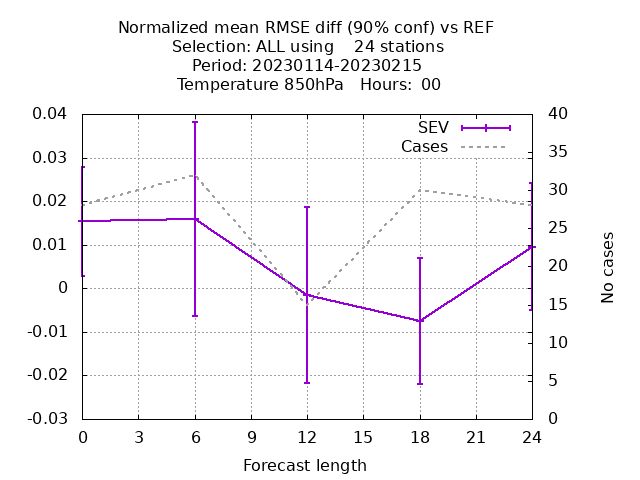 Normalized mean RMSE diff (90% conf) vs REF
Selection: ALL using    24 stations
Period: 20230114-20230215
Temperature 850hPa   Hours: 00
SEV
Cases
0.04
0.03
0.02
0.01
0
-0.01
-0.02
-0.03
40
35
30
25
20
15
10
5
0
No cases
0 3 6 9 12 15 18 21 24
Forecast length